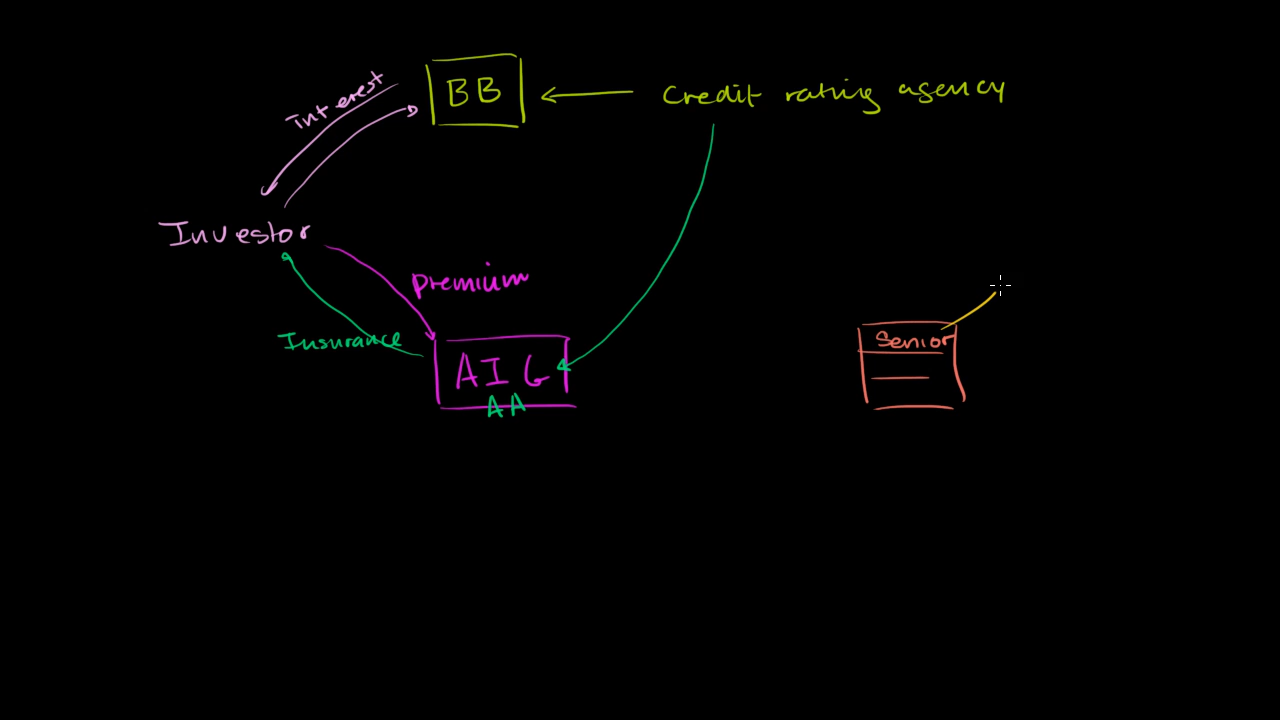 BB
Credit rating agency
Interest
Investor
Premium
Insurance
AIG
AA
Senior